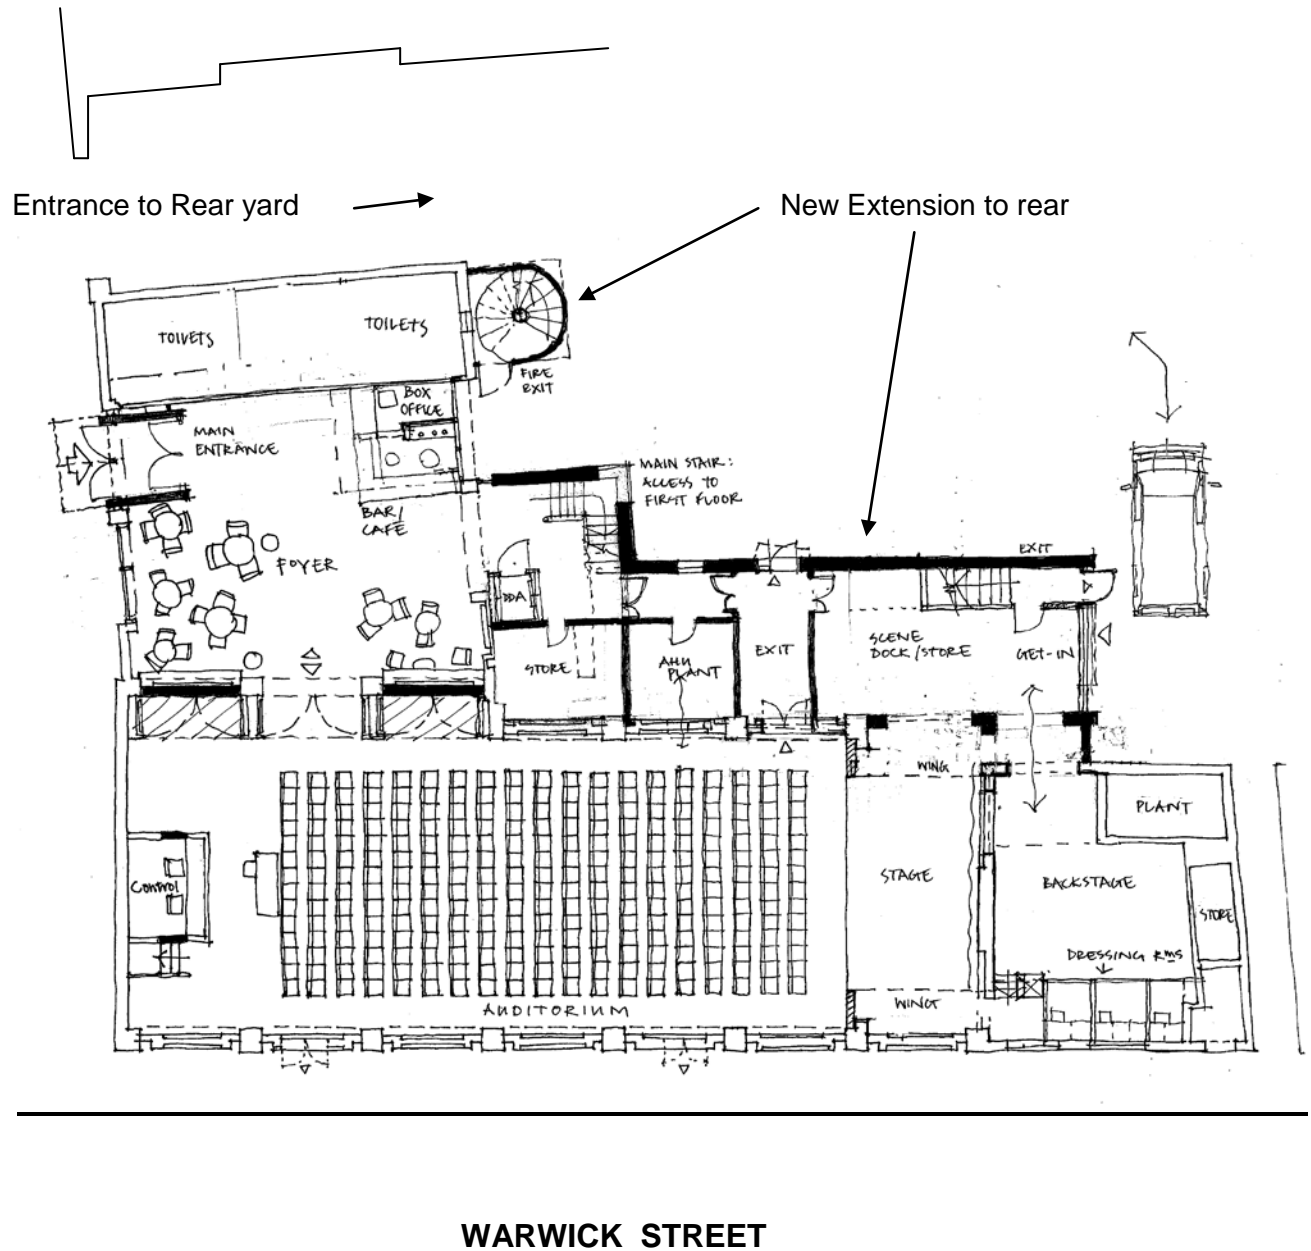 Entrance to Rear yard
New Extension to rear
TOILETS
TOILETS
FIRE
EXIT
BOX
OFFICE
MAIN
ENTRANCE
MAIN STAIR:
ACCESS TO
FIRST FLOOR
BAR/
CAFÉ
FOYER
EXIT
DDA
STORE
AHU
PLANT
EXIT
SCENE
DOCK/STORE
GET-IN
WING
PLANT
Control
STAGE
BACKSTAGE
STORE
DRESSING RMS
WING
AUDITORIUM
WARWICK STREET